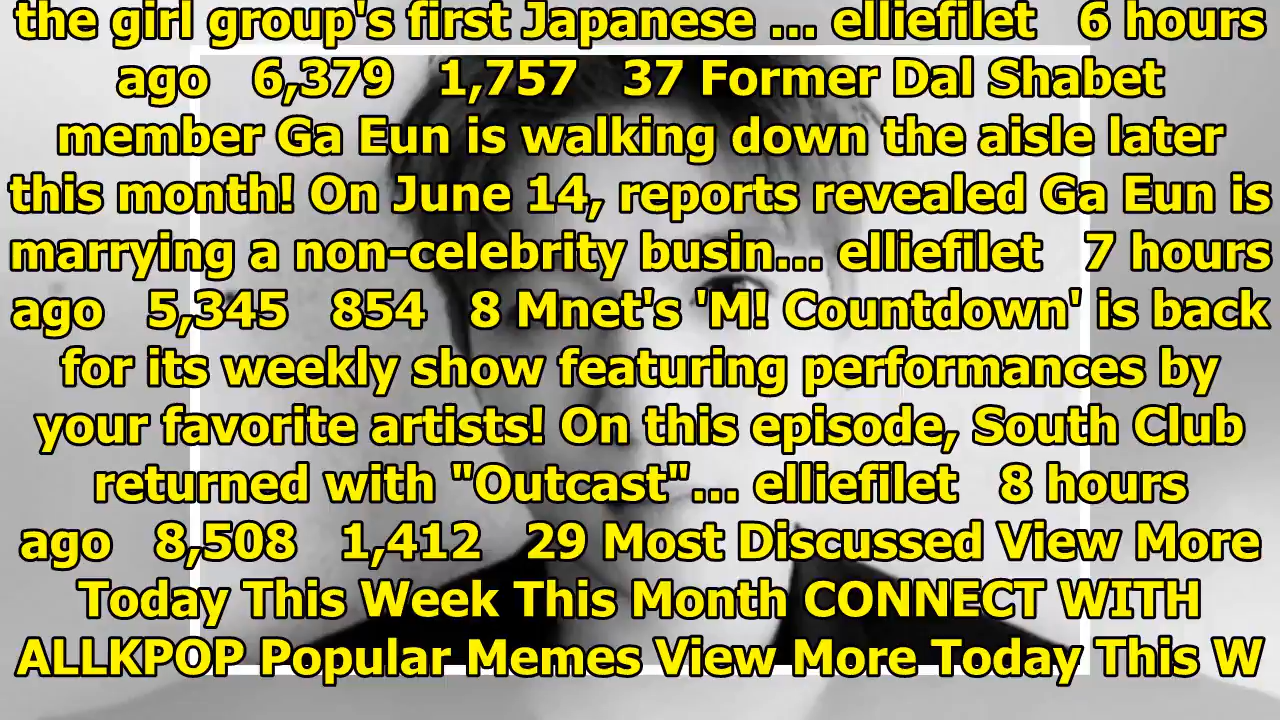 the girl group's first Japanese ... elliefilet 6 hours
ago 6,379 1,757 37 Former Dal Shabet
member Ga Eun is walking down the aisle later
this month! On June 14, reports revealed Ga Eun is
marrying a non-celebrity busin... elliefilet 7 hours
ago 5,345 854 8 Mnet's 'M! Countdown' is back
for its weekly show featuring performances by
your favorite artists! On this episode, South Club
returned with "Outcast"... elliefilet 8 hours
ago 8,508 1,412 29 Most Discussed View More
Today This Week This Month CONNECT WITH
ALLKPOP Popular Memes View More Today This W